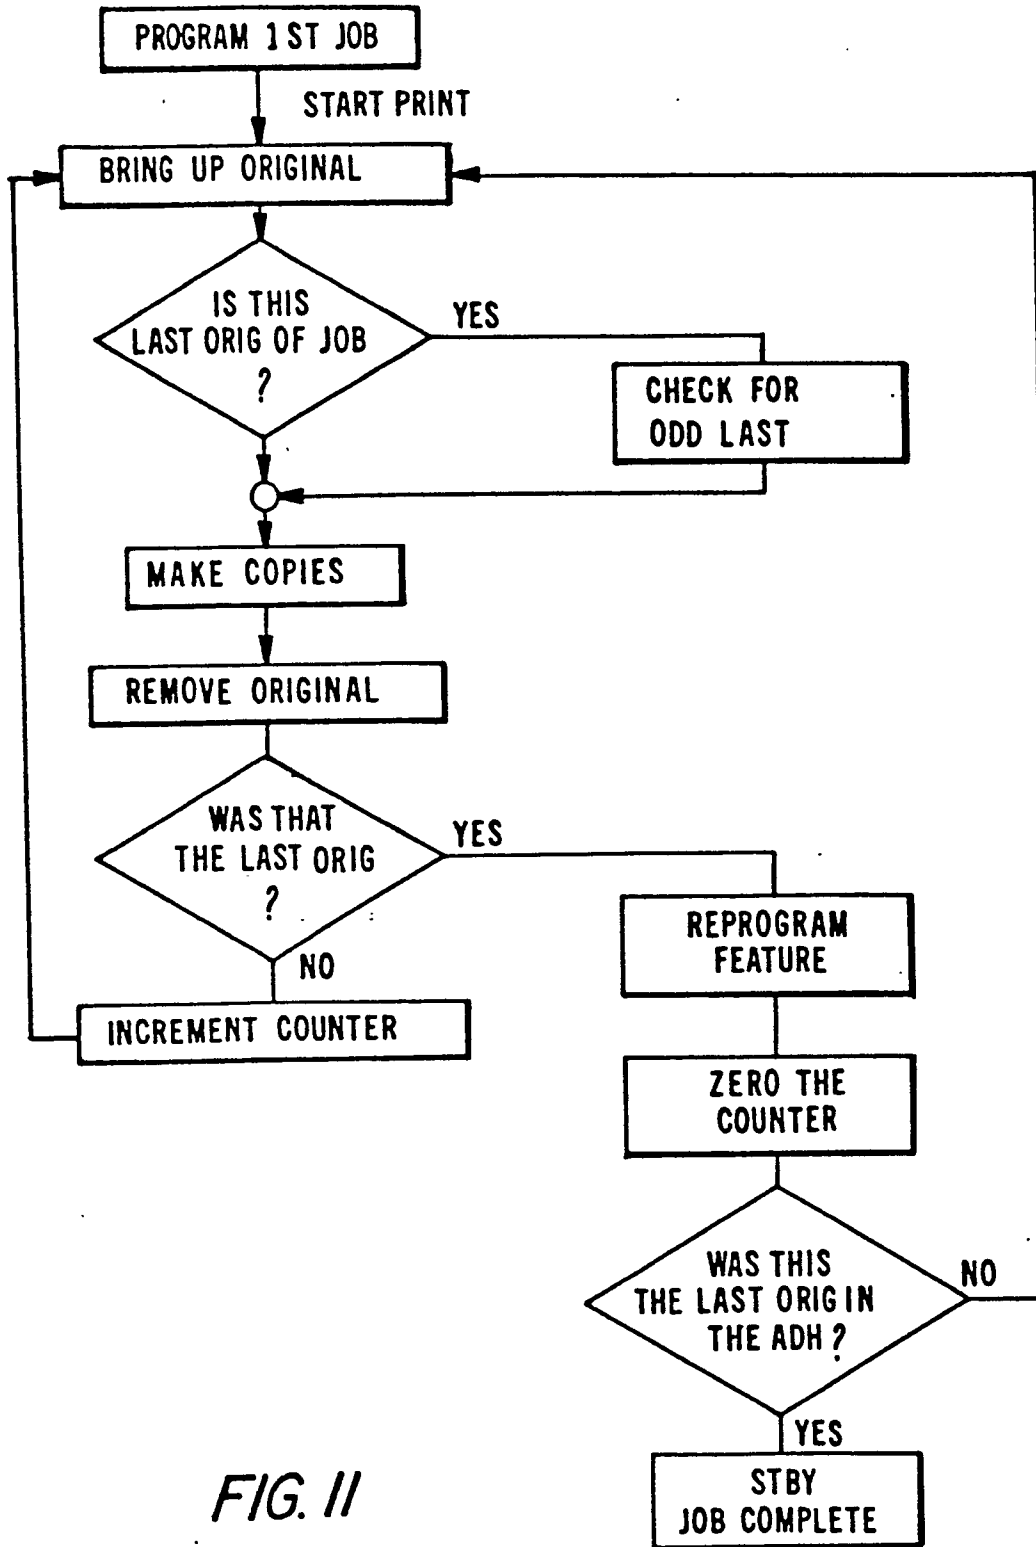 PROGRAM 1ST JOB
START PRINT
BRING UP ORIGINAL
IS THIS
LAST ORIG OF JOB
?
YES
CHECK FOR
ODD LAST
MAKE COPIES
REMOVE ORIGINAL
WAS THAT
THE LAST ORIG
?
YES
NO
REPROGRAM
FEATURE
INCREMENT COUNTER
ZERO THE
COUNTER
WAS THIS
THE LAST ORIG IN
THE ADH ?
NO
YES
STBY
JOB COMPLETE
FIG. 11